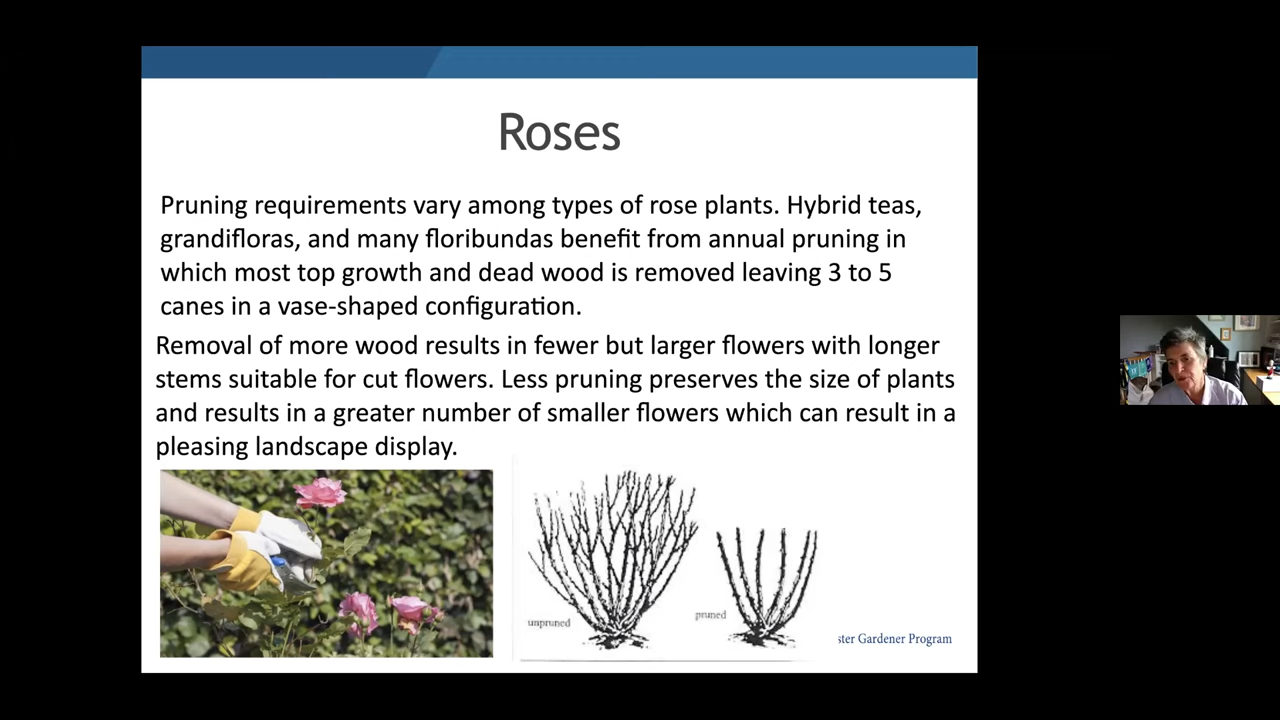 Roses
Pruning requirements vary among types of rose plants. Hybrid teas,
grandifloras, and many floribundas benefit from annual pruning in
which most top growth and dead wood is removed leaving 3 to 5
canes in a vase-shaped configuration.
Removal of more wood results in fewer but larger flowers with longer
stems suitable for cut flowers. Less pruning preserves the size of plants
and results in a greater number of smaller flowers which can result in a
pleasing landscape display.
unpruned
pruned
ster Gardener Program